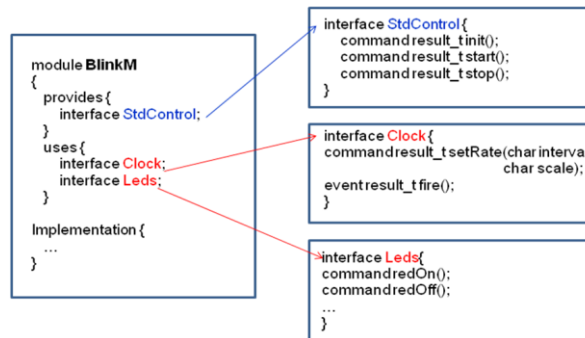 module BlinkM
{
provides {
interface StdControl;
}
uses {
interface Clock;
interface Leds;
}
Implementation {
...
}
interface StdControl {
command result_t init();
command result_t start();
command result_t stop();
}
interface Clock {
command result_t setRate(char interva
char scale);
event result_t fire();
}
interface Leds{
command redOn();
command redOff();
...
}